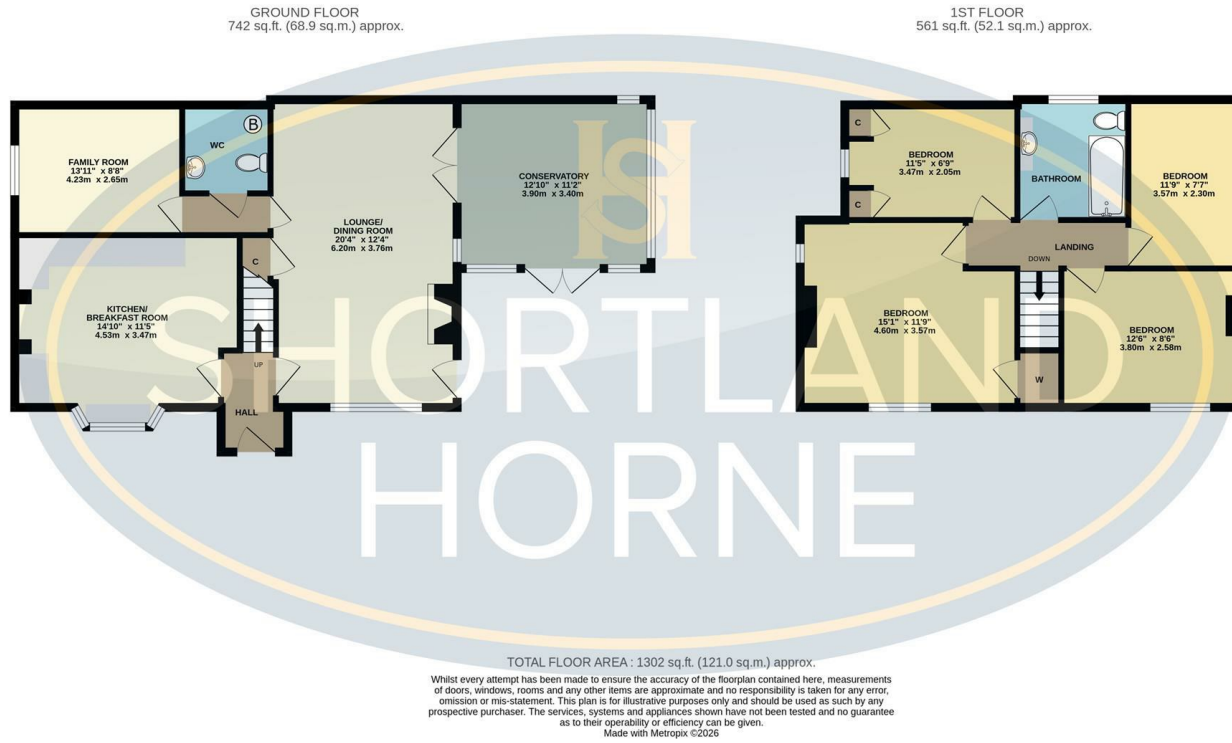 GROUND FLOOR
742 sq.ft. (68.9 sq.m.) approx.
1ST FLOOR
561 sq.ft. (52.1 sq.m.) approx.
FAMILY ROOM
13'11" x 8'8"
4.23m x 2.65m
WC
B
LOUNGE/
DINING ROOM
20'4" x 12'4"
6.20m x 3.76m
CONSERVATORY
12'10" x 11'2"
3.90m x 3.40m
C
KITCHEN/
BREAKFAST ROOM
14'10" x 11'5"
4.53m x 3.47m
UP
HALL
C
BEDROOM
11'5" x 6'9"
3.47m x 2.05m
C
BATHROOM
BEDROOM
11'9" x 7'7"
3.57m x 2.30m
LANDING
DOWN
BEDROOM
15'1" x 11'9"
4.60m x 3.57m
BEDROOM
12'6" x 8'6"
3.80m x 2.58m
W
SH
SHORTLAND
HORNE
TOTAL FLOOR AREA : 1302 sq.ft. (121.0 sq.m.) approx.
Whilst every attempt has been made to ensure the accuracy of the floorplan contained here, measurements
of doors, windows, rooms and any other items are approximate and no responsibility is taken for any error,
omission or mis-statement. This plan is for illustrative purposes only and should be used as such by any
prospective purchaser. The services, systems and appliances shown have not been tested and no guarantee
as to their operability or efficiency can be given.
Made with Metropix ©2026